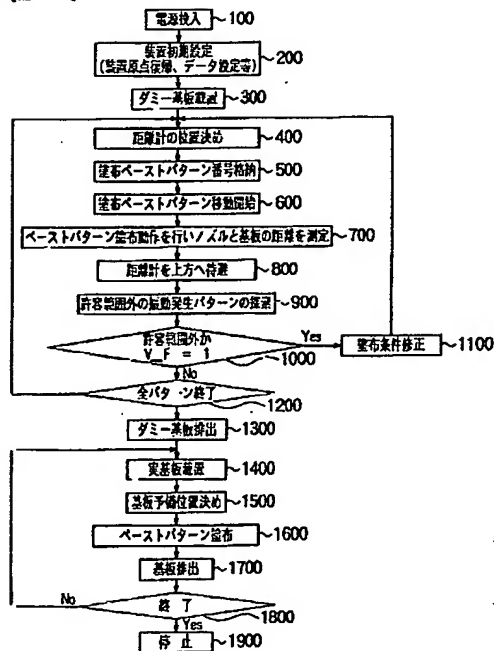 電源投入 100
装置初期設定
(装置原点復帰、データ設定等) 200
ダミー基板載置 300
距離計の位置決め 400
塗布ペーストパターン番号格納 500
塗布ペーストパターン移動開始 600
ペーストパターン塗布動作を行いノズルと基板の距離を測定 700
距離計を上方へ待避 800
許容範囲外の振動発生パターンの探索 900
許容範囲外か
V_F = 1
Yes
1000
塗布条件修正 1100
No
全パターン終了
1200
ダミー基板排出 1300
実基板載置 1400
基板予備位置決め 1500
ペーストパターン塗布 1600
基板排出 1700
No
終了
1800
Yes
停止 1900